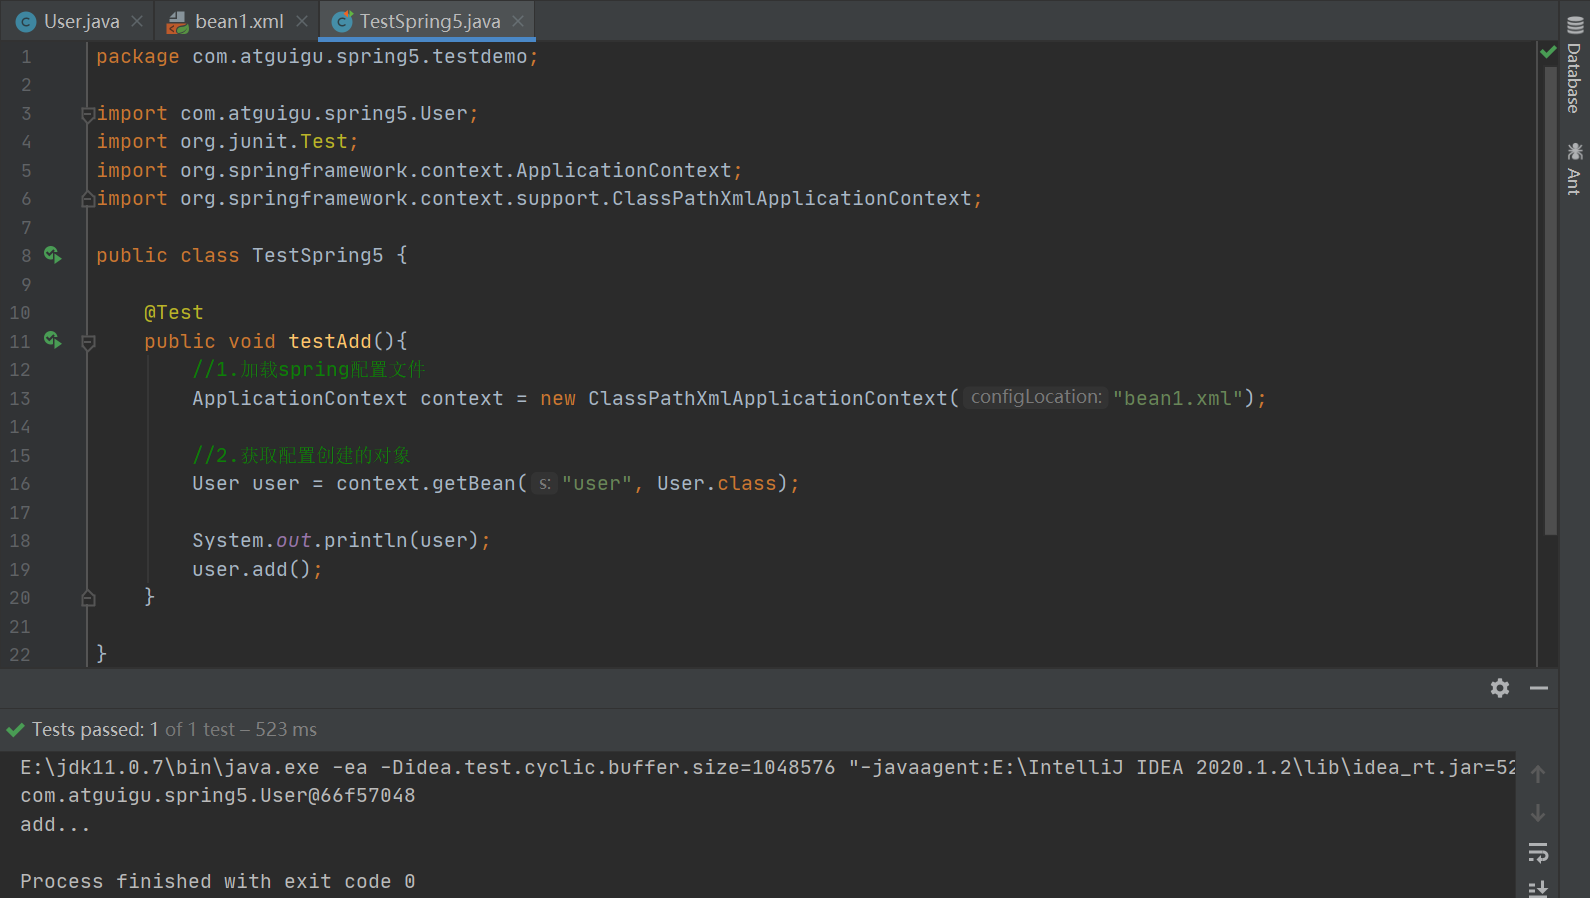 User.java
bean1.xml
TestSpring5.java
1 package com.atguigu.spring5.testdemo;
2
3 import com.atguigu.spring5.User;
4 import org.junit.Test;
5 import org.springframework.context.ApplicationContext;
6 import org.springframework.context.support.ClassPathXmlApplicationContext;
7
8 public class TestSpring5 {
9
10 @Test
11 public void testAdd(){
12 //1.加载spring配置文件
13 ApplicationContext context = new ClassPathXmlApplicationContext( configLocation: "bean1.xml");
14
15 //2.获取配置创建的对象
16 User user = context.getBean( s: "user", User.class);
17
18 System.out.println(user);
19 user.add();
20 }
21
22 }
Database
Ant
Tests passed: 1 of 1 test – 523 ms
E:\jdk11.0.7\bin\java.exe -ea -Didea.test.cyclic.buffer.size=1048576 "-javaagent:E:\IntelliJ IDEA 2020.1.2\lib\idea_rt.jar=52
com.atguigu.spring5.User@66f57048
add...
Process finished with exit code 0